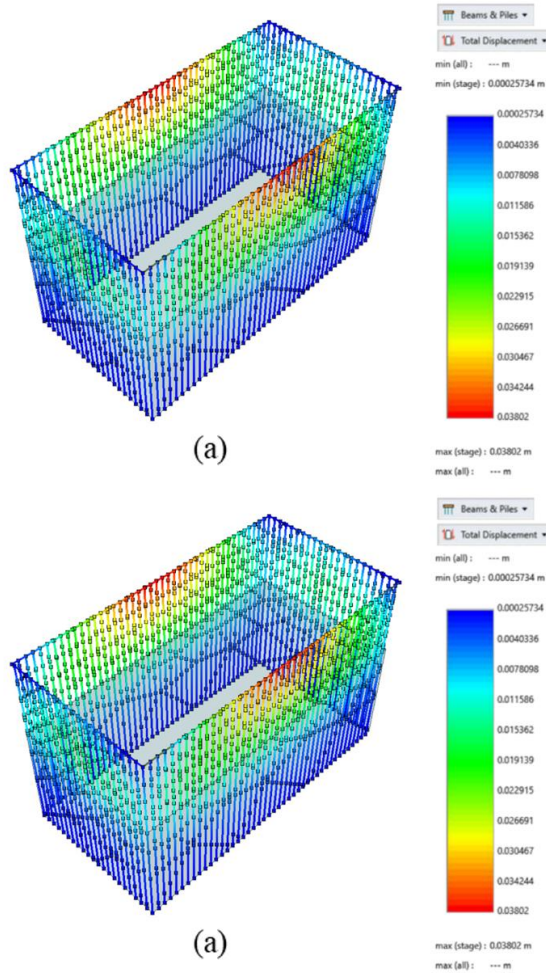 Beams & Piles
Total Displacement
min (all) : --- m
min (stage) : 0.00025734 m
0.00025734
0.0040336
0.0078098
0.011586
0.015362
0.019139
0.022915
0.026691
0.030467
0.034244
0.03802
max (stage) : 0.03802 m
max (all) : --- m
(a)
Beams & Piles
Total Displacement
min (all) : --- m
min (stage) : 0.00025734 m
0.00025734
0.0040336
0.0078098
0.011586
0.015362
0.019139
0.022915
0.026691
0.030467
0.034244
0.03802
(a)
max (stage) : 0.03802 m
max (all) : --- m